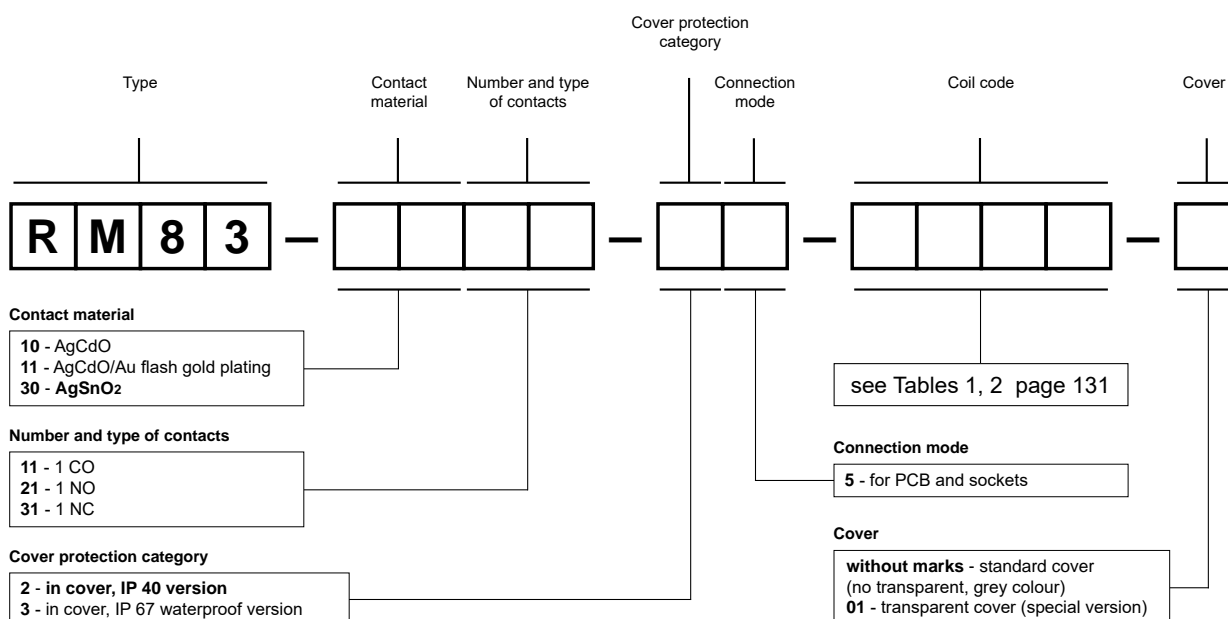 Cover protection
category
Type
Contact
material
Number and type
of contacts
Connection
mode
Coil code
Cover
R M 8 3 – – – –
Contact material
10 - AgCdO
11 - AgCdO/Au flash gold plating
30 - AgSnO2
see Tables 1, 2 page 131
Number and type of contacts
11 - 1 CO
21 - 1 NO
31 - 1 NC
Connection mode
5 - for PCB and sockets
Cover protection category
2 - in cover, IP 40 version
3 - in cover, IP 67 waterproof version
Cover
without marks - standard cover
(no transparent, grey colour)
01 - transparent cover (special version)